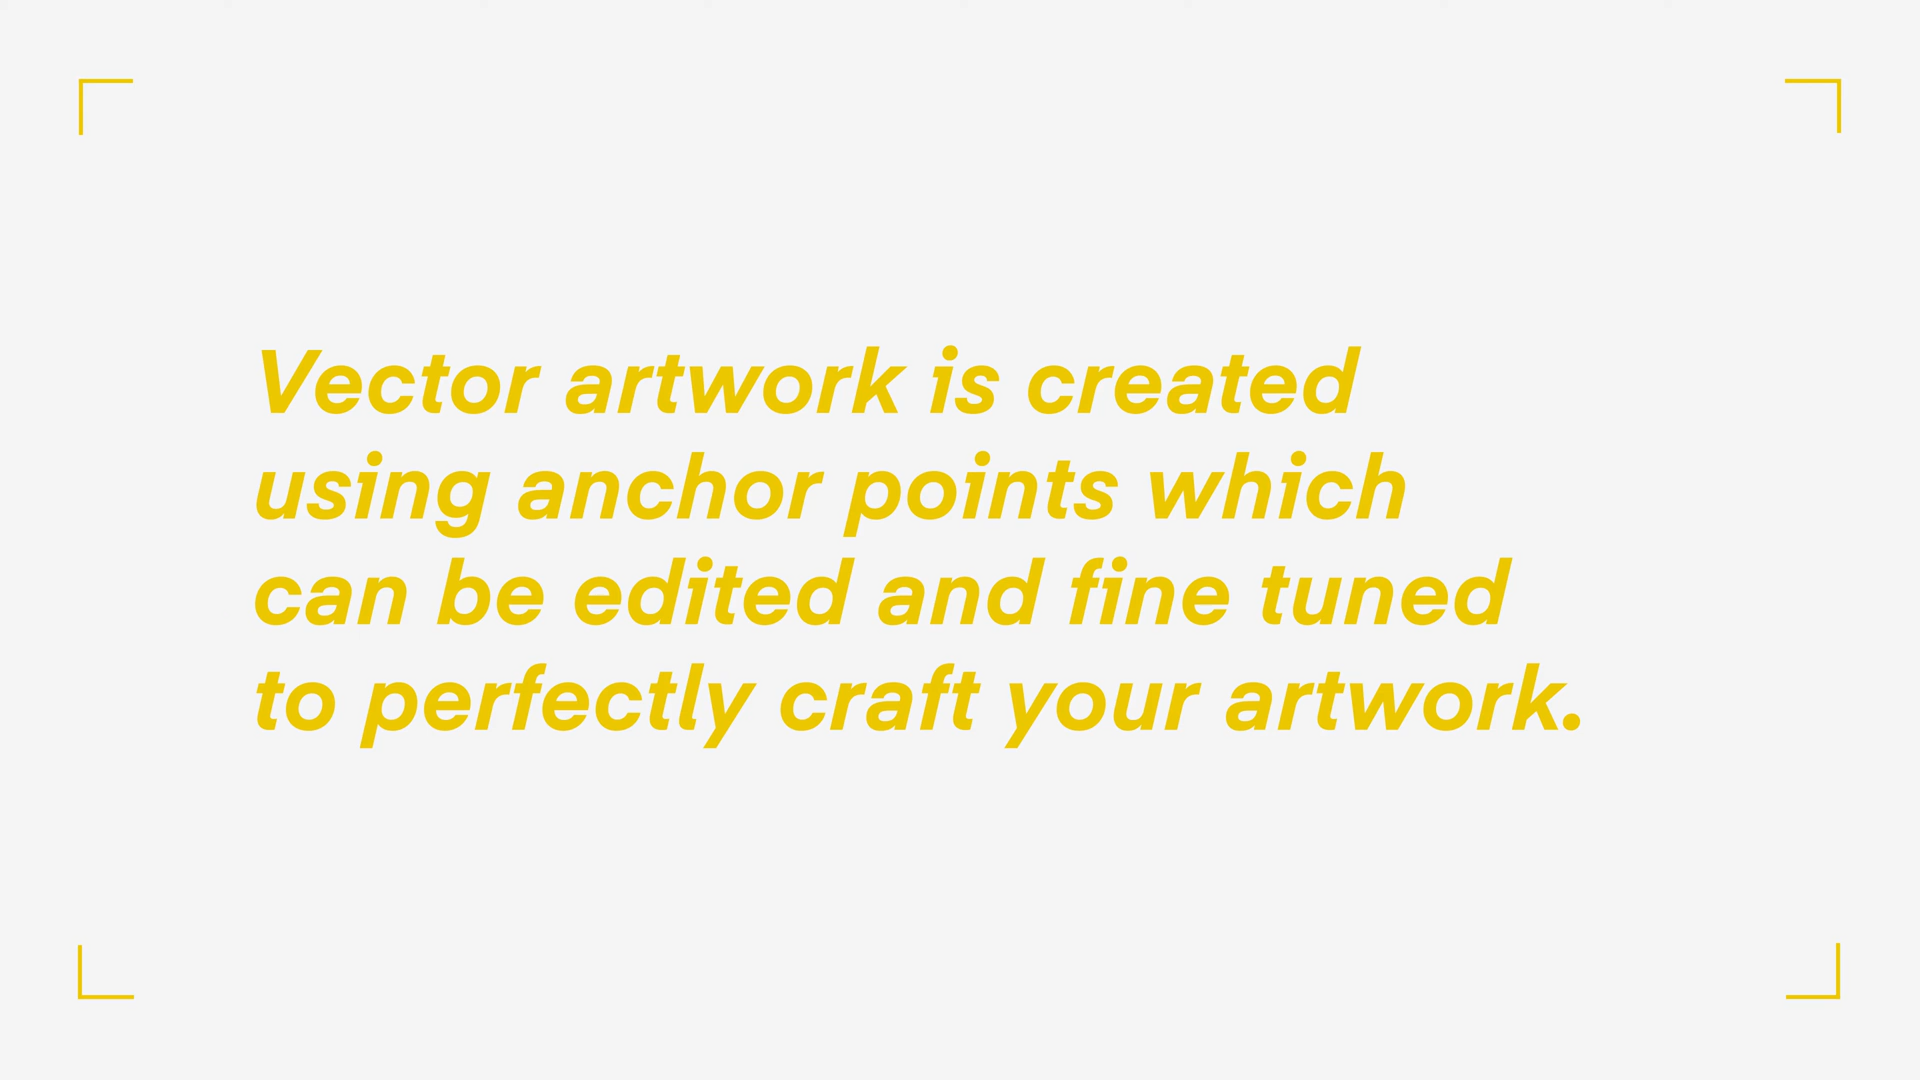 Vector artwork is created
using anchor points which
can be edited and fine tuned
to perfectly craft your artwork.